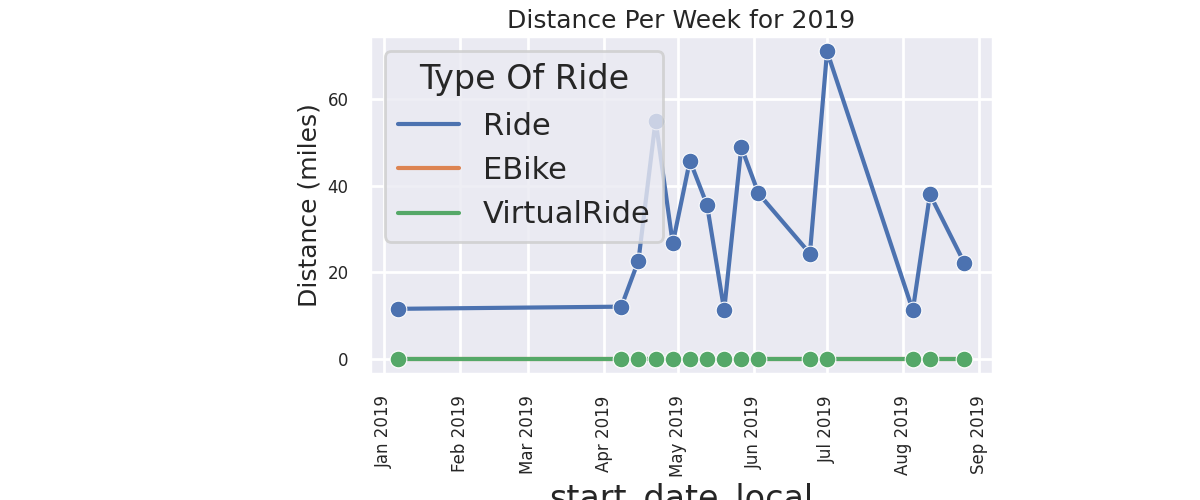 Distance Per Week for 2019
Type Of Ride
Ride
EBike
VirtualRide
Distance (miles)
60
40
20
0
Jan 2019
Feb 2019
Mar 2019
Apr 2019
May 2019
Jun 2019
Jul 2019
Aug 2019
Sep 2019
start_date_local